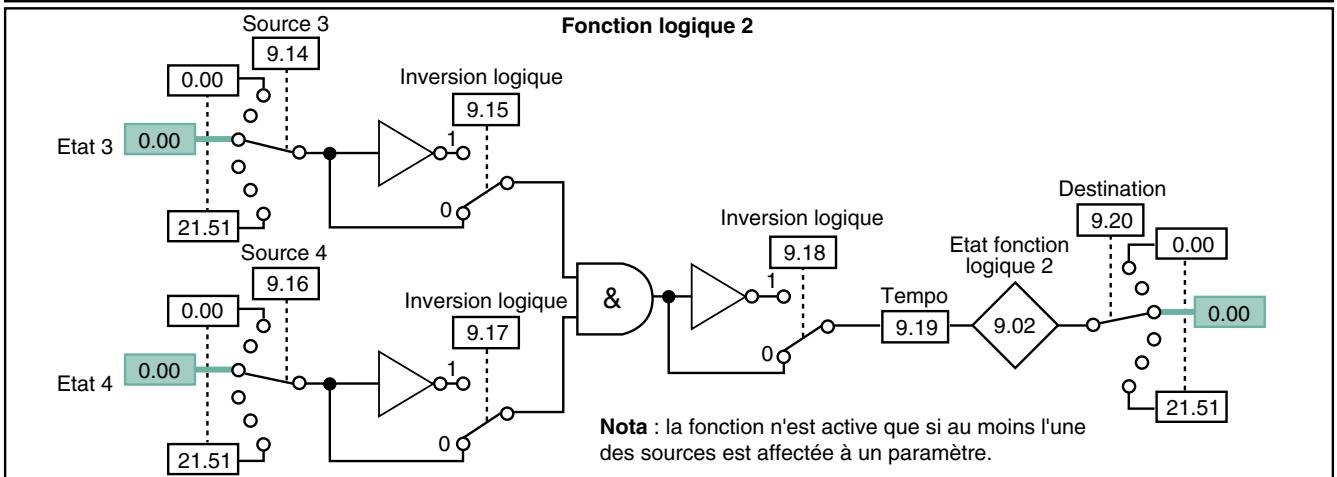 Fonction logique 2
Source 3
9.14
0.00
Inversion logique
9.15
Etat 3
0.00
1
0
21.51
Source 4
9.16
0.00
Inversion logique
9.17
Etat 4
0.00
1
0
21.51
&
Inversion logique
9.18
1
0
Tempo
9.19
Etat fonction
logique 2
9.02
Destination
9.20
0.00
0.00
21.51
Nota : la fonction n'est active que si au moins l'une
des sources est affectée à un paramètre.